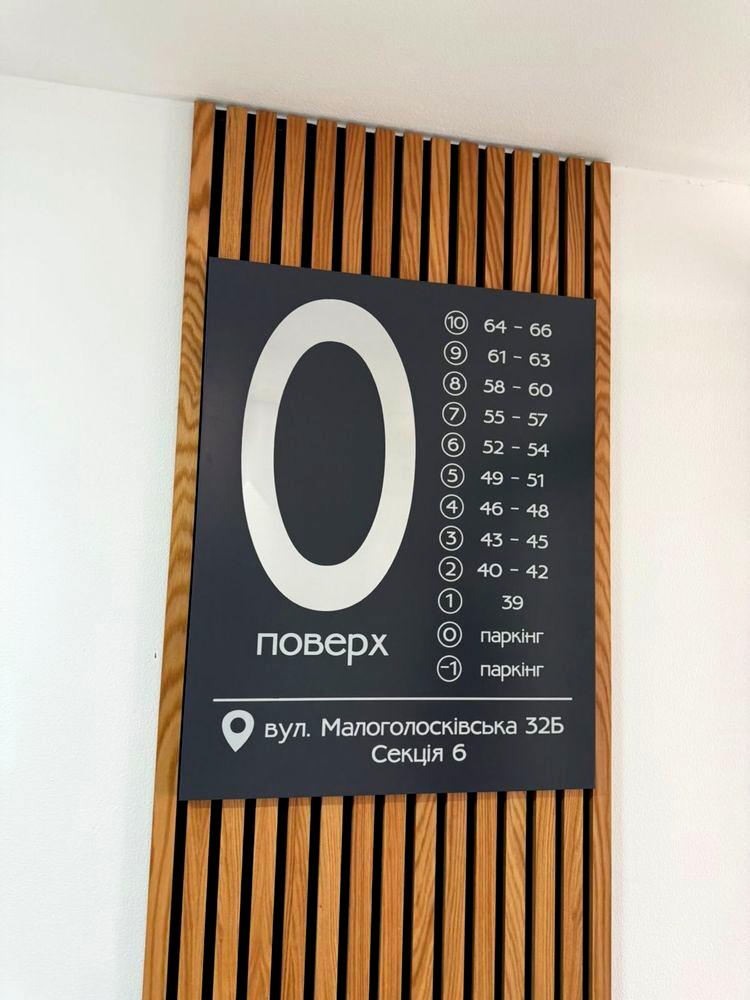 0
поверх
10 64 - 66
9 61 - 63
8 58 - 60
7 55 - 57
6 52 - 54
5 49 - 51
4 46 - 48
3 43 - 45
2 40 - 42
1 39
0 паркінг
-1 паркінг
вул. Малоголосківська 32Б
Секція 6